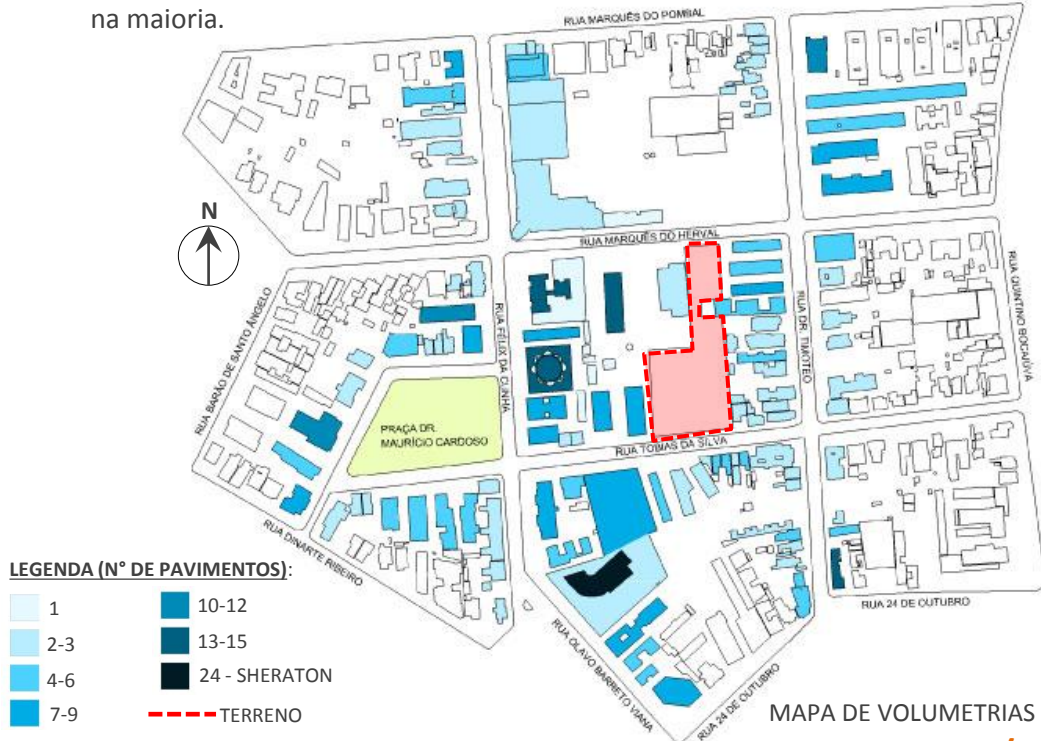 na maioria.
RUA MARQUÊS DO POMBAL
N
RUA MARQUÊS DO HERVAL
RUA BARÃO DE SANTO ÂNGELO
RUA FÉLIX DA CUNHA
RUA DR. TIMOTEO
RUA QUINTINO BOCAIÚVA
PRAÇA DR.
MAURÍCIO CARDOSO
RUA TOBIAS DA SILVA
RUA DINARTE RIBEIRO
RUA 24 DE OUTUBRO
RUA OLAVO BARRETO VIANA
RUA 24 DE OUTUBRO
LEGENDA (N° DE PAVIMENTOS):
1
2-3
4-6
7-9
10-12
13-15
24 - SHERATON
TERRENO
MAPA DE VOLUMETRIAS